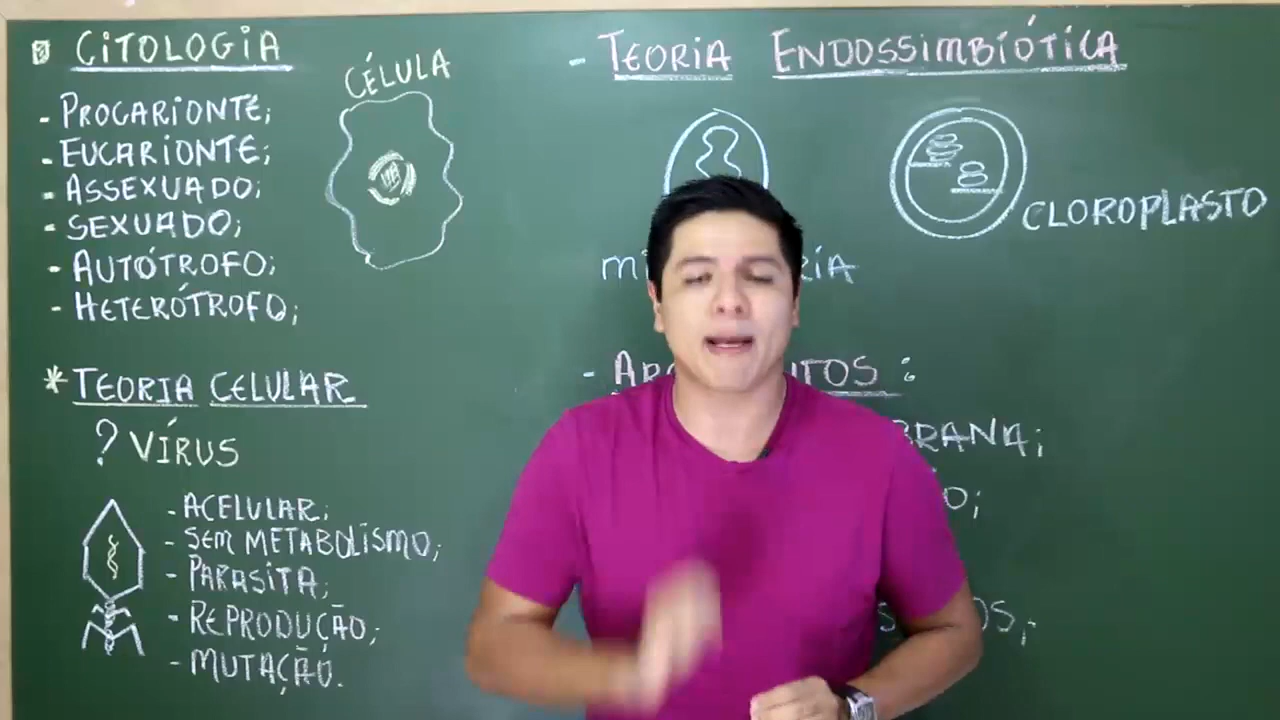 CITOLOGIA
CÉLULA
- PROCARIONTE;
- EUCARIONTE;
- ASSEXUADO;
- SEXUADO;
- AUTÓTROFO;
- HETERÓTROFO;
* TEORIA CELULAR
? VÍRUS
- ACELULAR;
- SEM METABOLISMO;
- PARASITA;
- REPRODUÇÃO;
- MUTAÇÃO.
- TEORIA ENDOSSIMBIÓTICA
CLOROPLASTO